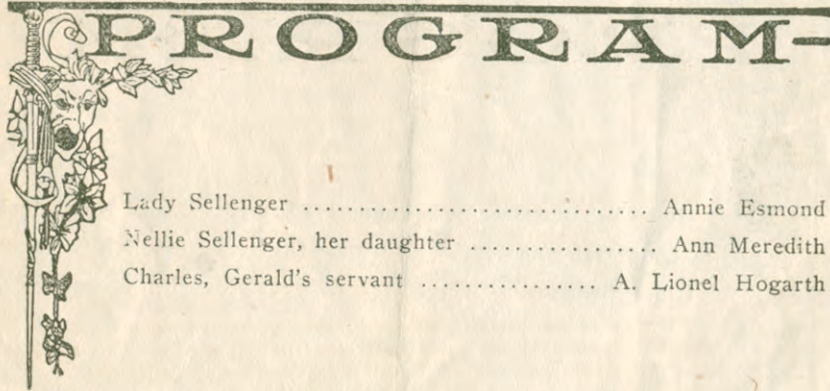 PROGRAM
Lady Sellenger ................................ Annie Esmond
Nellie Sellenger, her daughter ................. Ann Meredith
Charles, Gerald's servant ................ A. Lionel Hogarth